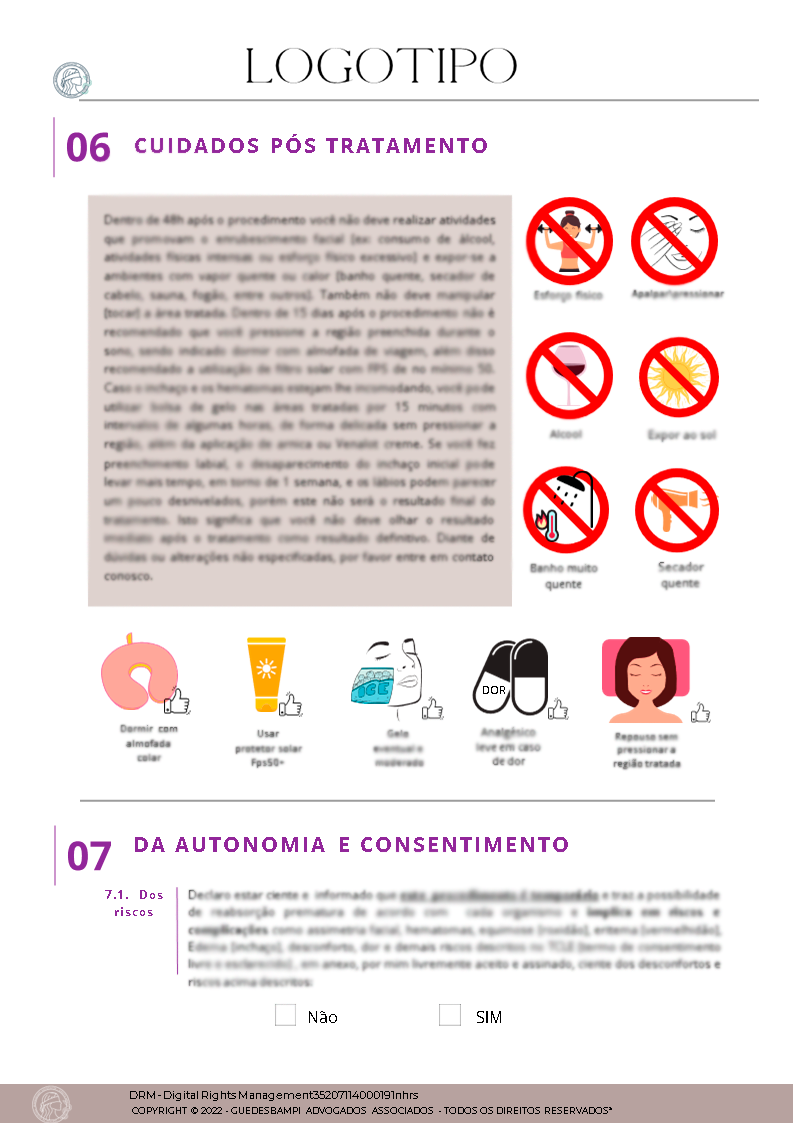 LOGOTIPO
06 CUIDADOS PÓS TRATAMENTO
Dentro de 48h após o procedimento você não deve realizar atividades
que promovam o enrubescimento facial [ex: consumo de álcool,
atividades físicas intensas ou esforço físico excessivo] e expor-se a
ambientes com vapor quente ou calor [banho quente, secador de
cabelo, sauna, fogão, entre outros]. Também não deve manipular
[tocar] a área tratada. Dentro de 15 dias após o procedimento não é
recomendado que você pressione a região preenchida durante o
sono, sendo indicado dormir com almofada de viagem, além disso
recomendado a utilização de filtro solar com FPS de no mínimo 50.
Caso o inchaço e os hematomas estejam lhe incomodando, você pode
utilizar bolsa de gelo nas áreas tratadas por 15 minutos com
intervalos de algumas horas, de forma delicada sem pressionar a
região, além da aplicação de arnica ou Venalot creme. Se você fez
preenchimento labial, o desaparecimento do inchaço inicial pode
levar mais tempo, em torno de 1 semana, e os lábios podem parecer
um pouco desnivelados, porém este não será o resultado final do
tratamento. Isto significa que você não deve olhar o resultado
imediato após o tratamento como resultado definitivo. Diante de
dúvidas ou alterações não especificadas, por favor entre em contato
conosco.
Esforço físico
Apalpar\pressionar
Alcool
Expor ao sol
Banho muito
quente
Secador
quente
ICE
DOR
Dormir com
almofada
colar
Usar
protetor solar
Fps50+
Gelo
eventual e
moderado
Analgésico
leve em caso
de dor
Repouso sem
pressionar a
região tratada
07 DA AUTONOMIA E CONSENTIMENTO
7.1. Dos
riscos
Declaro estar ciente e informado que este procedimento é temporário e traz a possibilidade
de reabsorção prematura de acordo com cada organismo e implica em riscos e
complicações como assimetria facial, hematomas, equimose [roxidão], eritema [vermelhidão],
Edema [inchaço], desconforto, dor e demais riscos descritos no TCLE [termo de consentimento
livre e esclarecido], em anexo, por mim livremente aceito e assinado, ciente dos desconfortos e
riscos acima descritos:
Não
SIM
DRM - Digital Rights Management35207114000191nhrs
COPYRIGHT © 2022 - GUEDESBAMPI ADVOGADOS ASSOCIADOS - TODOS OS DIREITOS RESERVADOS*